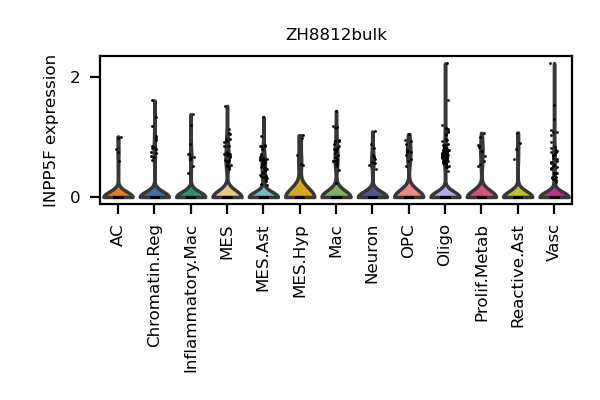 ZH8812bulk
INPP5F expression
2
0
AC
Chromatin.Reg
Inflammatory.Mac
MES
MES.Ast
MES.Hyp
Mac
Neuron
OPC
Oligo
Prolif.Metab
Reactive.Ast
Vasc